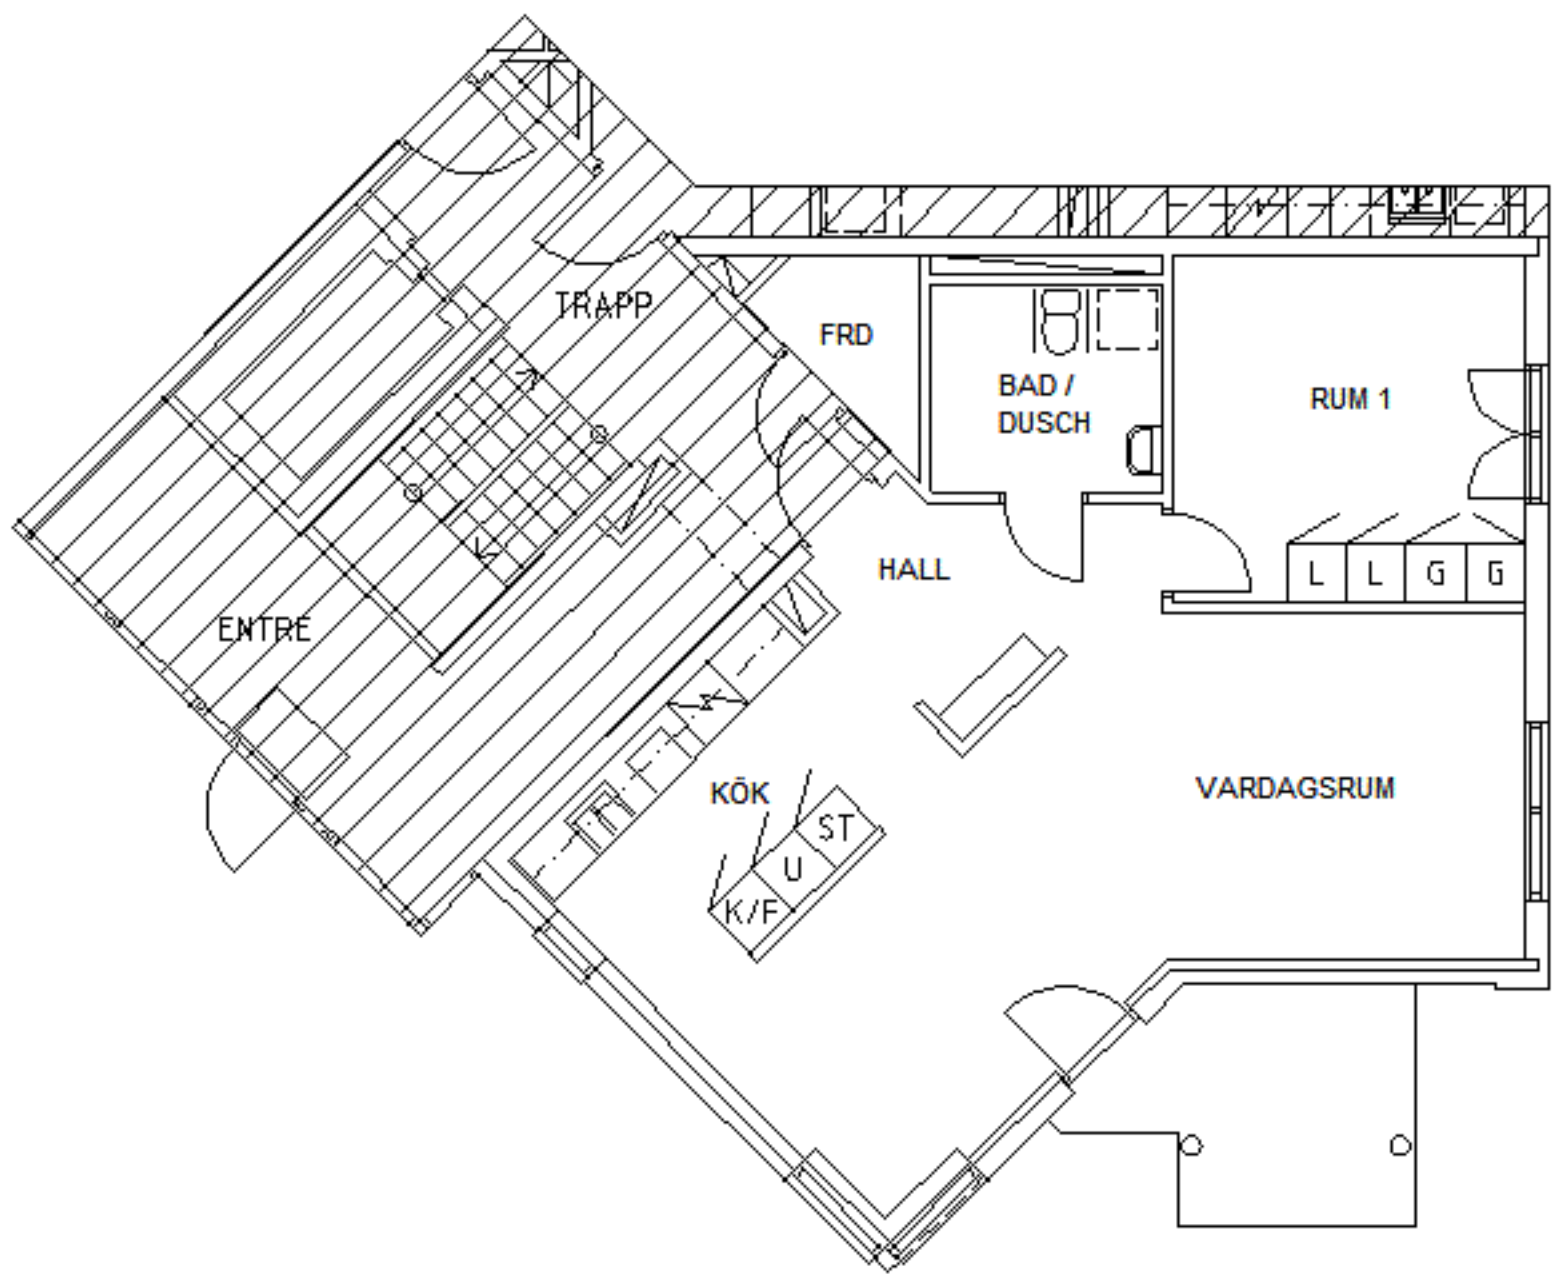 TRAPP
FRD
BAD /
DUSCH
RUM 1
HALL
L L G G
ENTRE
KÖK
VARDAGSRUM
ST
U
K/F